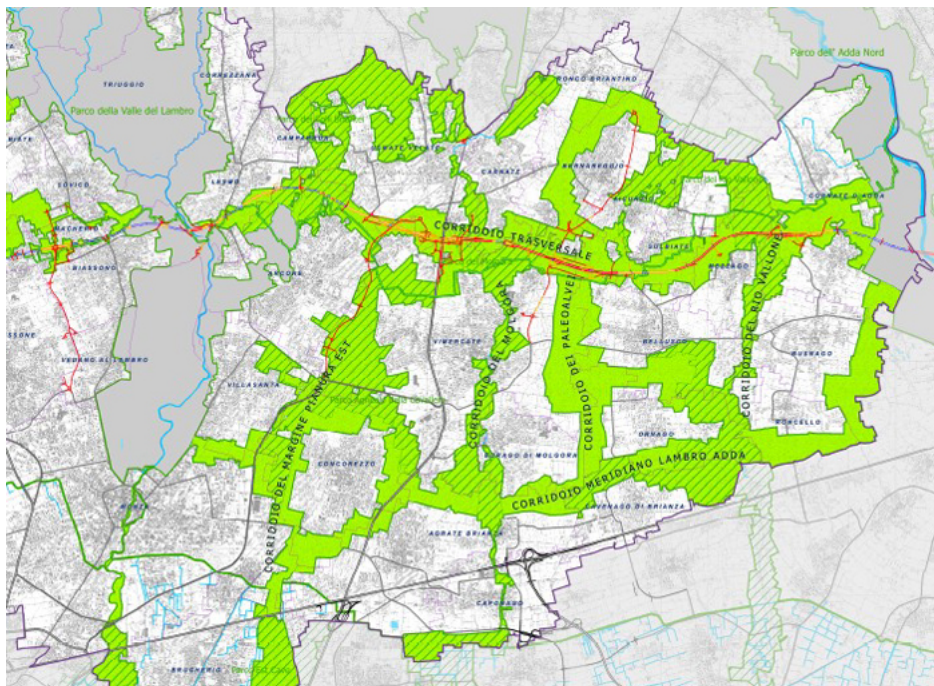 Parco dell' Adda Nord
TRIUGGIO
CORREZZANA
RONCO BRIANTINO
Parco della Valle del Lambro
CAMPARADA
USMATE VELATE
CARNATE
BERNAREGGIO
LESMO
SOVICO
AICURZIO
CORNATE D'ADDA
MACHERIO
CORRIDOIO TRASVERSALE
SULBIATE
BIASSONO
MEZZAGO
ARCORE
VEDANO AL LAMBRO
VIMERCATE
BELLUSCO
BUSNAGO
VILLASANTA
CORRIDOIO DEL MARGINE PIANURA EST
CORRIDOIO DEL MOLGORA
CORRIDOIO DEI PALEOALVEI
CORRIDOIO DEL RIO VALLONE
RONCELLO
ORNAGO
CONCOREZZO
BURAGO DI MOLGORA
CORRIDOIO MERIDIANO LAMBRO ADDA
MONZA
CAVENAGO DI BRIANZA
AGRATE BRIANZA
CAPONAGO
BRUGHERIO